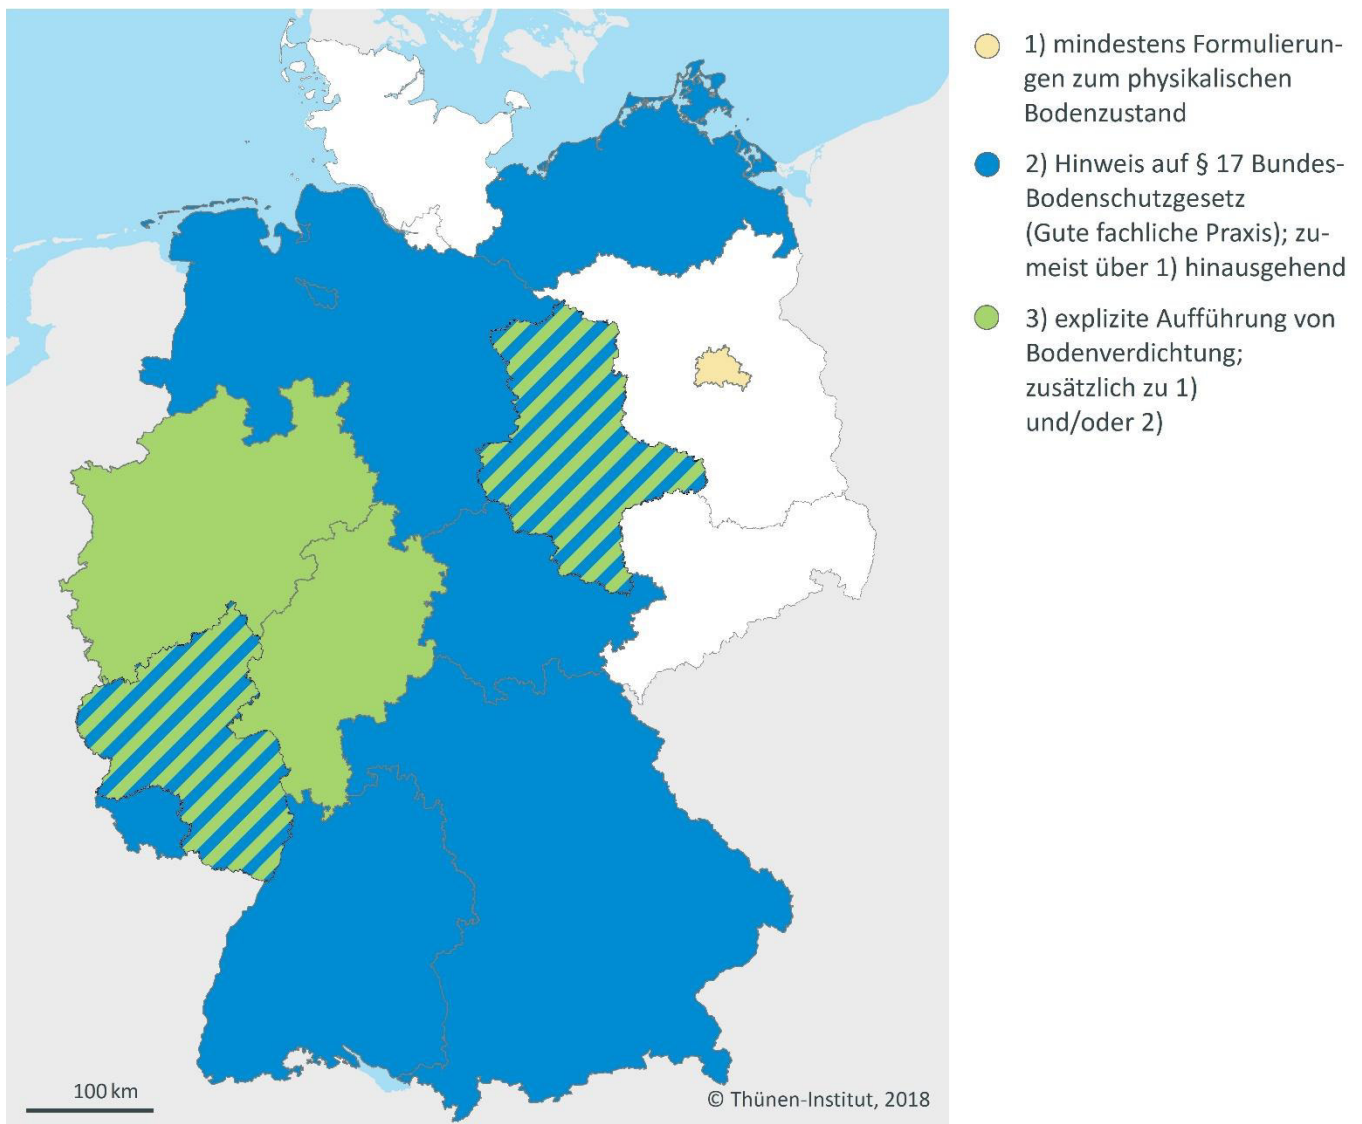 1) mindestens Formulierun-
gen zum physikalischen
Bodenzustand
2) Hinweis auf § 17 Bundes-
Bodenschutzgesetz
(Gute fachliche Praxis); zu-
meist über 1) hinausgehend
3) explizite Aufführung von
Bodenverdichtung;
zusätzlich zu 1)
und/oder 2)
100 km
© Thünen-Institut, 2018